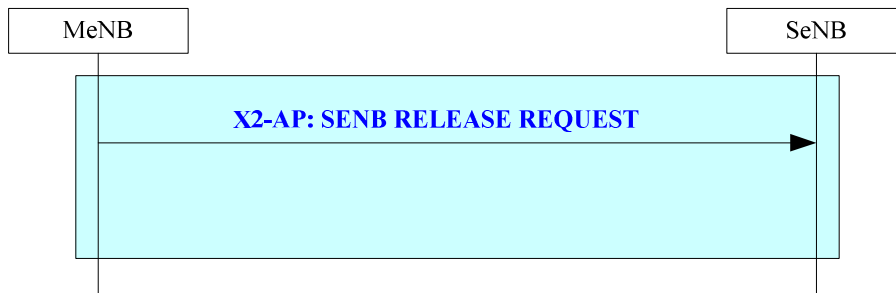 MeNB
SeNB
X2-AP: SENB RELEASE REQUEST